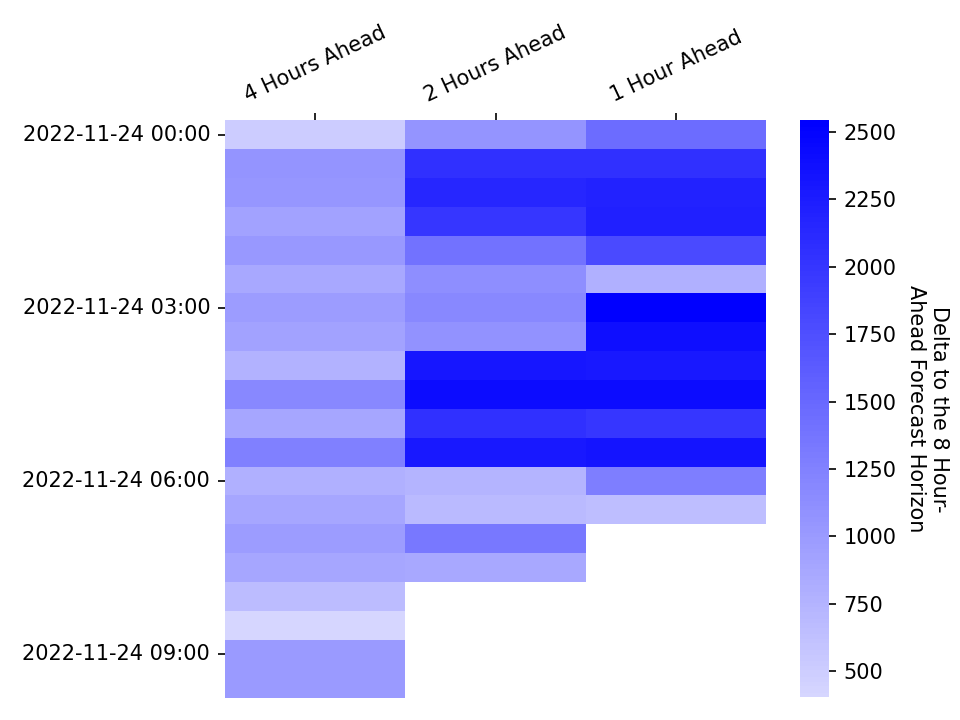 4 Hours Ahead
2 Hours Ahead
1 Hour Ahead
2022-11-24 00:00
2022-11-24 03:00
2022-11-24 06:00
2022-11-24 09:00
2500
2250
2000
1750
1500
1250
1000
750
500
Delta to the 8 Hour-
Ahead Forecast Horizon